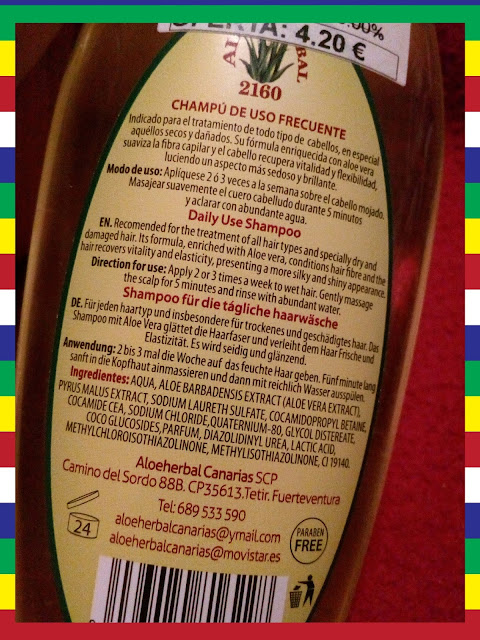 OFERTA: 4.20 €
2160
CHAMPÚ DE USO FRECUENTE
Indicado para el tratamiento de todo tipo de cabellos, en especial
aquéllos secos y dañados. Su fórmula enriquecida con aloe vera
suaviza la fibra capilar y el cabello recupera vitalidad y flexibilidad,
luciendo un aspecto más sedoso y brillante.
Modo de uso: Aplíquese 2 ó 3 veces a la semana sobre el cabello mojado.
Masajear suavemente el cuero cabelludo durante 5 minutos
y aclarar con abundante agua.
Daily Use Shampoo
EN. Recomended for the treatment of all hair types and specially dry and
damaged hair. Its formula, enriched with Aloe vera, conditions hair fibre and the
hair recovers vitality and elasticity, presenting a more silky and shiny appearance.
Direction for use: Apply 2 or 3 times a week to wet hair. Gently massage
the scalp for 5 minutes and rinse with abundant water.
Shampoo für die tägliche haarwäsche
DE. Für jeden haartyp und insbesondere für trockenes und geschädigtes haar. Das
Shampoo mit Aloe Vera glättet die Haarfaser und verleiht dem Haar Frische und
Elastizität. Es wird seidig und glänzend.
Anwendung: 2 bis 3 mal die Woche auf das feuchte Haar geben. Fünf minute lang
sanft in die Kopfhaut einmassieren und dann mit reichlich Wasser ausspülen.
Ingredientes: AQUA, ALOE BARBADENSIS EXTRACT (ALOE VERA EXTRACT),
PYRUS MALUS EXTRACT, SODIUM LAURETH SULFATE, COCAMIDOPROPYL BETAINE,
COCAMIDE CEA, SODIUM CHLORIDE, QUATERNIUM-80, GLYCOL DISTEREATE,
COCO GLUCOSIDES, PARFUM, DIAZOLIDINYL UREA, LACTIC ACID,
METHYLCHLOROISOTHIAZOLINONE, METHYLISOTHIAZOLINONE, CI 19140.
Aloeherbal Canarias SCP
Camino del Sordo 88B. CP35613.Tetir. Fuerteventura
Tel: 689 533 590
aloeherbalcanarias@ymail.com
aloeherbalcanarias@movistar.es
24
PARABEN
FREE